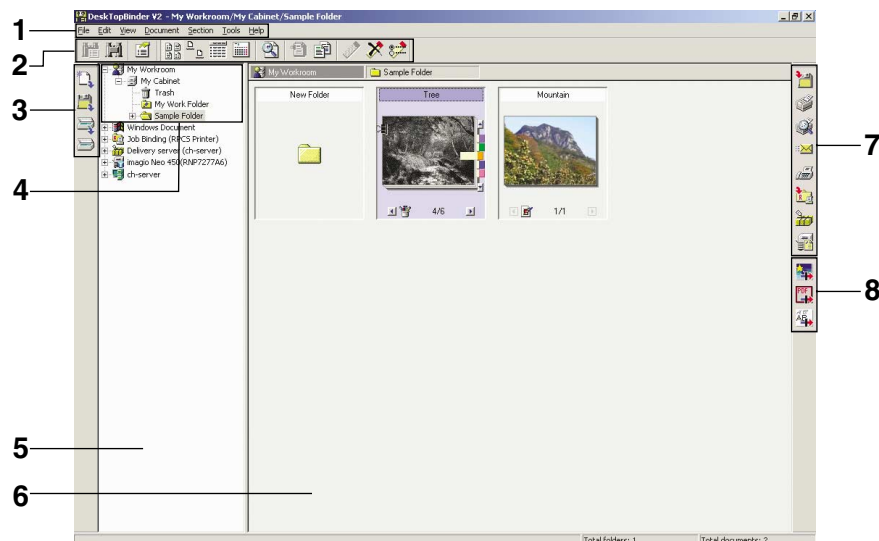 DeskTopBinder V2 - My Workroom/My Cabinet/Sample Folder
File Edit View Document Section Tools Help
1
2
3
4
5
6
7
8
My Workroom
My Cabinet
Trash
My Work Folder
Sample Folder
Windows Document
Job Binding (RPCS Printer)
Delivery server (ch-server)
imagio Neo 450(RNP7277A6)
ch-server
My Workroom
Sample Folder
New Folder
Tree
Mountain
4/6
1/1
PDF
Total folders: 1
Total documents: 2